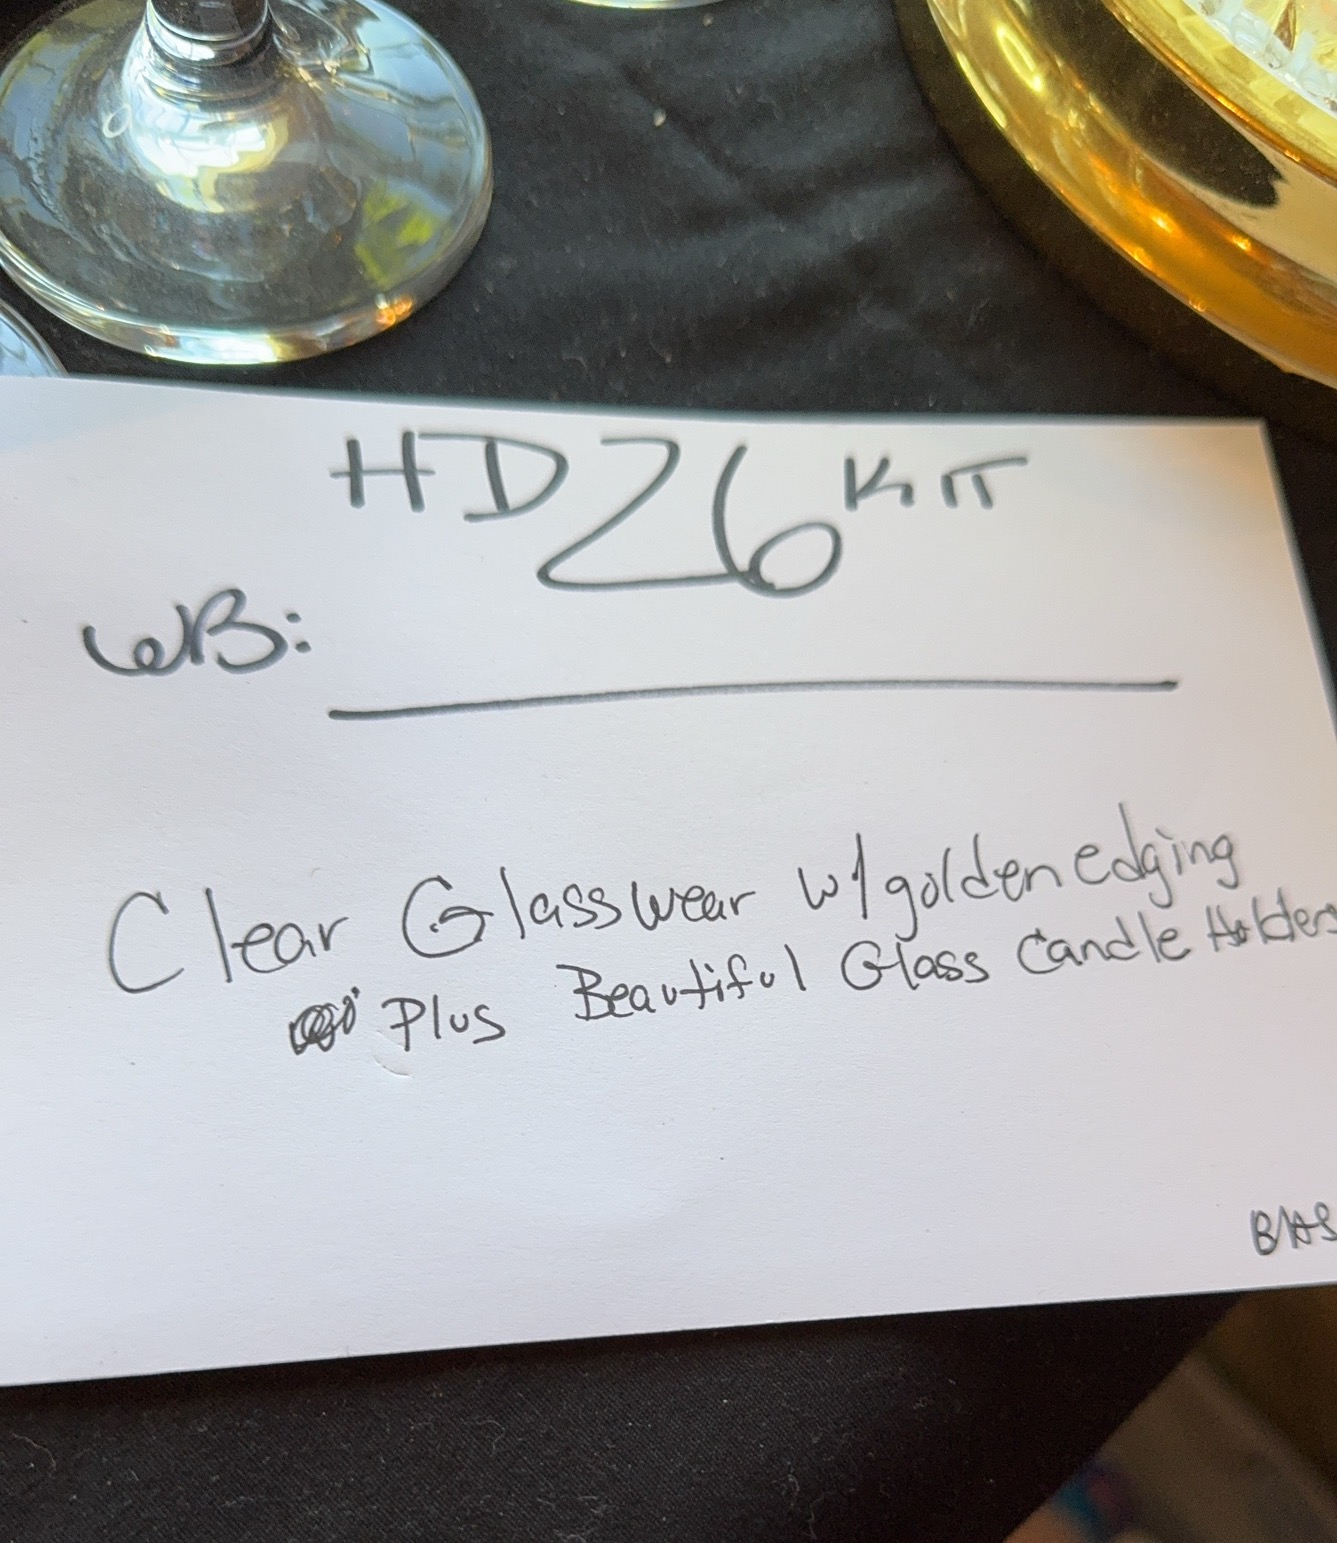 HD26 KIT
WB:
Clear Glasswear w/golden edging
Plus Beautiful Glass Candle Holders